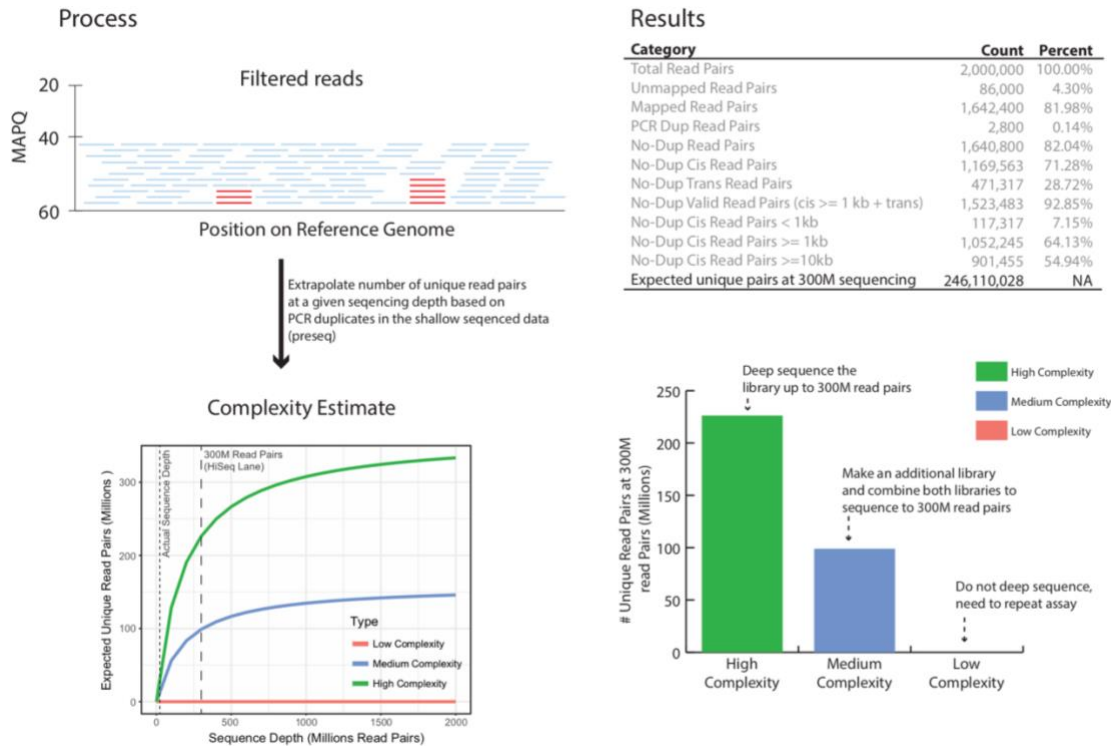 Process
Filtered reads
MAPQ
20
40
60
Position on Reference Genome
Extrapolate number of unique read pairs
at a given seqencing depth based on
PCR duplicates in the shallow seqenced data
(preseq)
Complexity Estimate
Expected Unique Read Pairs (Millions )
300
200
100
0
Actual Sequence Depth
300M Read Pairs
(HiSeq Lane)
Type
Low Complexity
Medium Complexity
High Complexity
0 500 1000 1500 2000
Sequence Depth (Millions Read Pairs)
Results
Category Count Percent
Total Read Pairs 2,000,000 100.00%
Unmapped Read Pairs 86,000 4.30%
Mapped Read Pairs 1,642,400 81.98%
PCR Dup Read Pairs 2,800 0.14%
No-Dup Read Pairs 1,640,800 82.04%
No-Dup Cis Read Pairs 1,169,563 71.28%
No-Dup Trans Read Pairs 471,317 28.72%
No-Dup Valid Read Pairs (cis >= 1 kb + trans) 1,523,483 92.85%
No-Dup Cis Read Pairs < 1kb 117,317 7.15%
No-Dup Cis Read Pairs >= 1kb 1,052,245 64.13%
No-Dup Cis Read Pairs >=10kb 901,455 54.94%
Expected unique pairs at 300M sequencing 246,110,028 NA
# Unique Read Pairs at 300M
read Pairs (Millions)
250
200
150
100
50
0
Deep sequence the
library up to 300M read pairs
High Complexity
Medium Complexity
Low Complexity
Make an additional library
and combine both libraries to
sequence to 300M read pairs
Do not deep sequence,
need to repeat assay
High
Complexity
Medium
Complexity
Low
Complexity